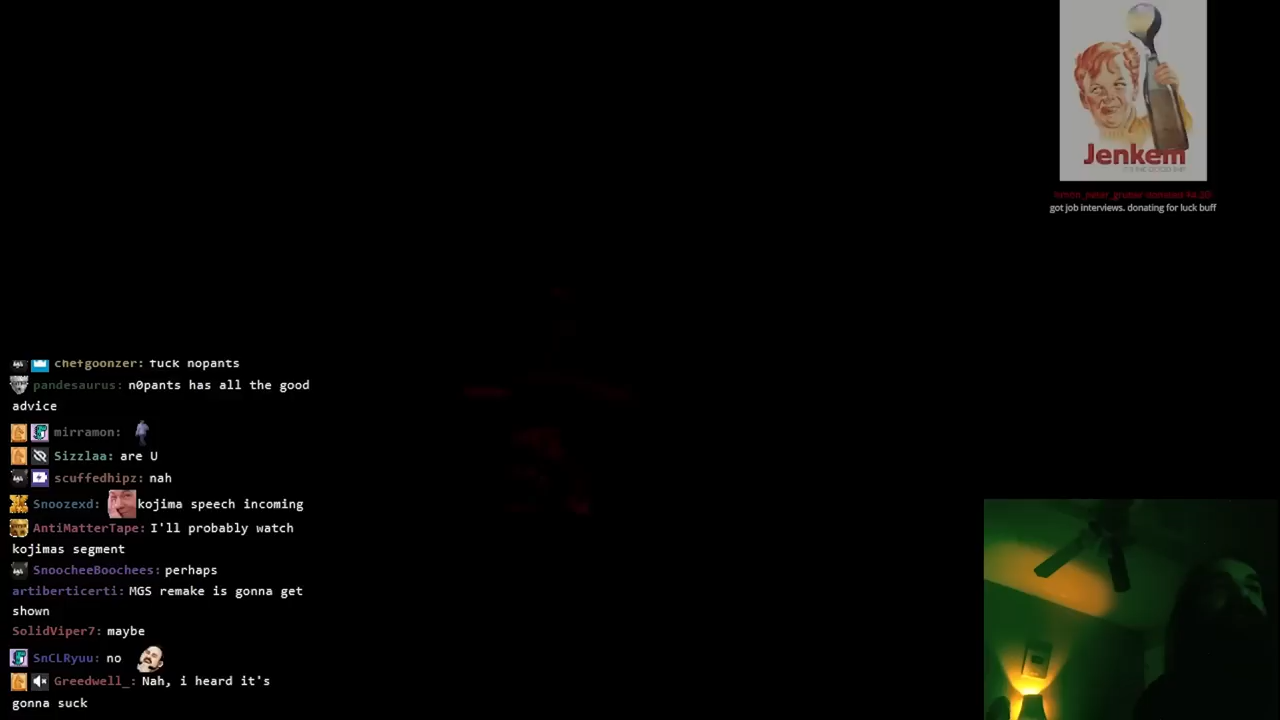 Jenkem
got job interviews. donating for luck buff
chefgoonzer: fuck nopants
pandesaurus: n0pants has all the good
advice
mirramon:
Sizzlaa: are U
scuffedhipz: nah
Snoozexd: kojima speech incoming
AntiMatterTape: I'll probably watch
kojimas segment
SnoocheeBoochees: perhaps
artiberticerti: MGS remake is gonna get
shown
SolidViper7: maybe
SnCLRyuu: no
Greedwell_: Nah, i heard it's
gonna suck